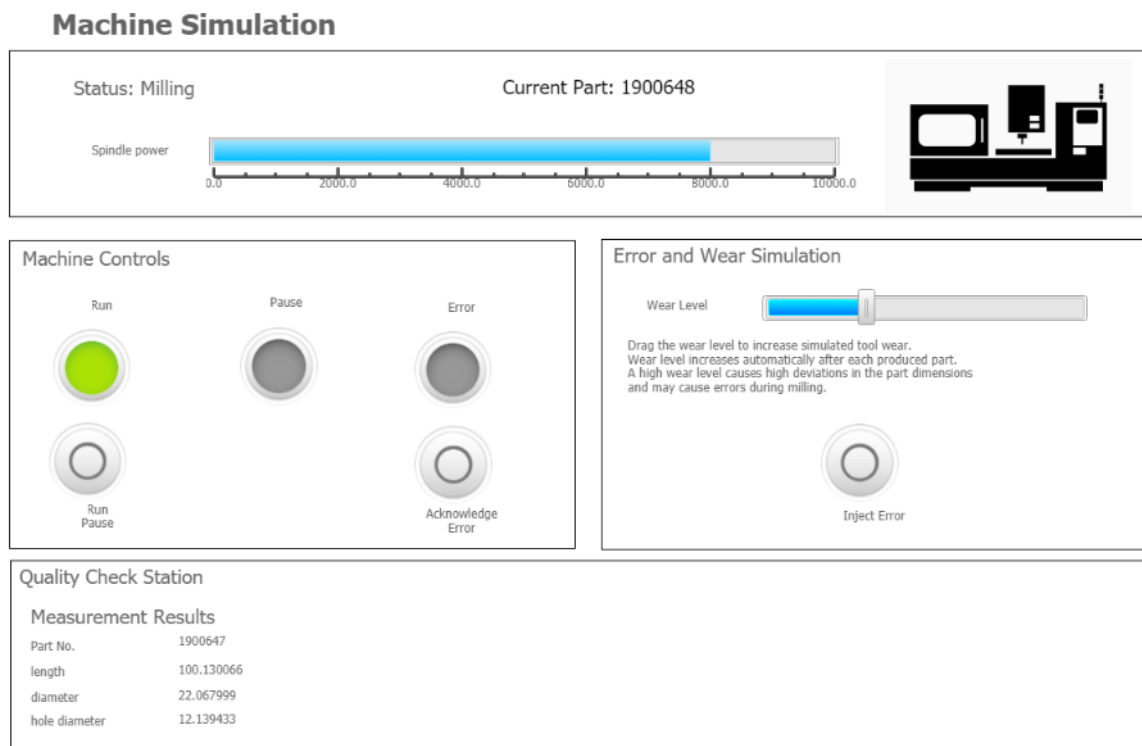 Machine Simulation
Status: Milling
Current Part: 1900648
Spindle power
0.0 2000.0 4000.0 6000.0 8000.0 10000.0
Machine Controls
Run
Pause
Error
Run
Pause
Acknowledge
Error
Error and Wear Simulation
Wear Level
Drag the wear level to increase simulated tool wear.
Wear level increases automatically after each produced part.
A high wear level causes high deviations in the part dimensions
and may cause errors during milling.
Inject Error
Quality Check Station
Measurement Results
Part No. 1900647
length 100.130066
diameter 22.067999
hole diameter 12.139433